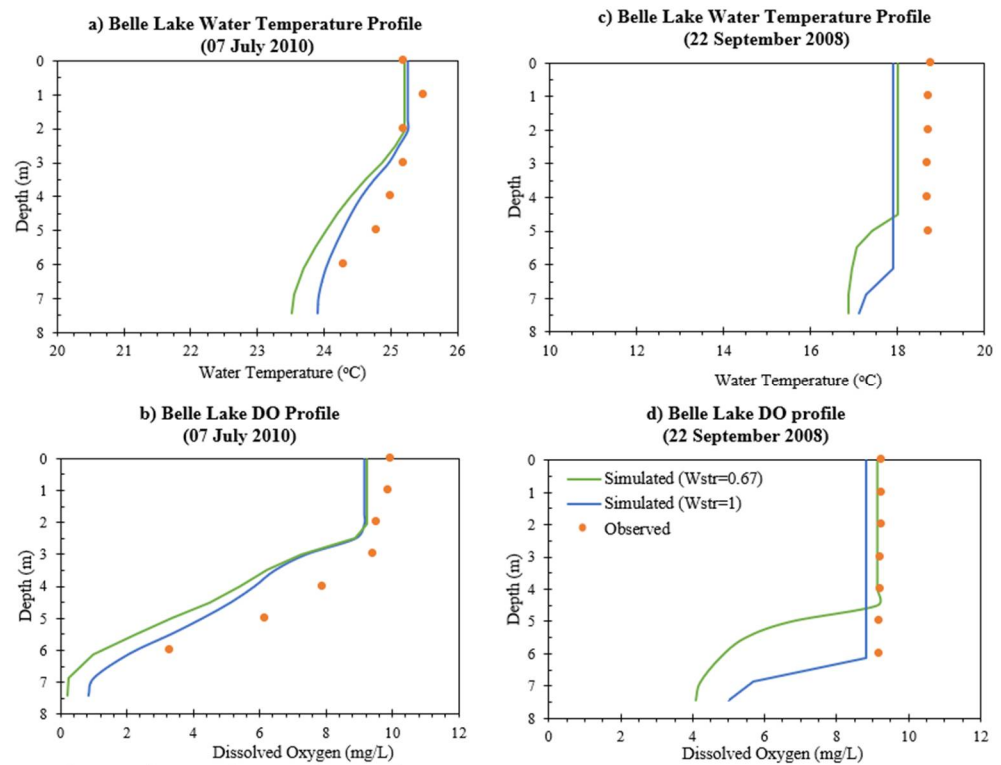 a) Belle Lake Water Temperature Profile
(07 July 2010)
0
1
2
3
4
5
6
7
8
Depth (m)
20 21 22 23 24 25 26
Water Temperature (ºC)
c) Belle Lake Water Temperature Profile
(22 September 2008)
0
1
2
3
4
5
6
7
8
Depth
10 12 14 16 18 20
Water Temperature (ºC)
b) Belle Lake DO Profile
(07 July 2010)
0
1
2
3
4
5
6
7
8
Depth (m)
0 2 4 6 8 10 12
Dissolved Oxygen (mg/L)
d) Belle Lake DO profile
(22 September 2008)
0
1
2
3
4
5
6
7
8
Depth (m)
Simulated (Wstr=0.67)
Simulated (Wstr=1)
Observed
0 2 4 6 8 10 12
Dissolved Oxygen (mg/L)